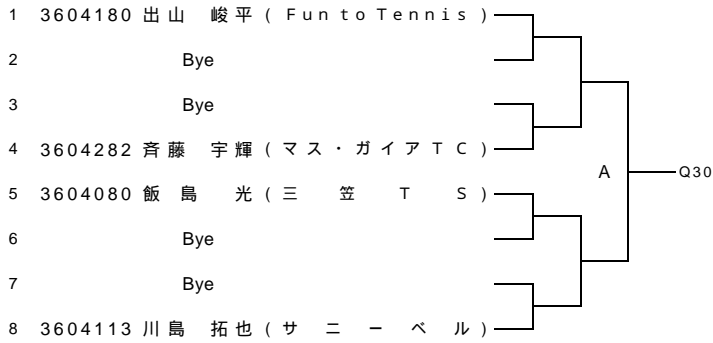 1 3604180 出山 峻平 ( Fun to Tennis )
2 Bye
3 Bye
4 3604282 斉藤 宇輝 ( マス・ガイアTC )
A Q30
5 3604080 飯島 光 ( 三笠TS )
6 Bye
7 Bye
8 3604113 川島 拓也 ( サニーベル )